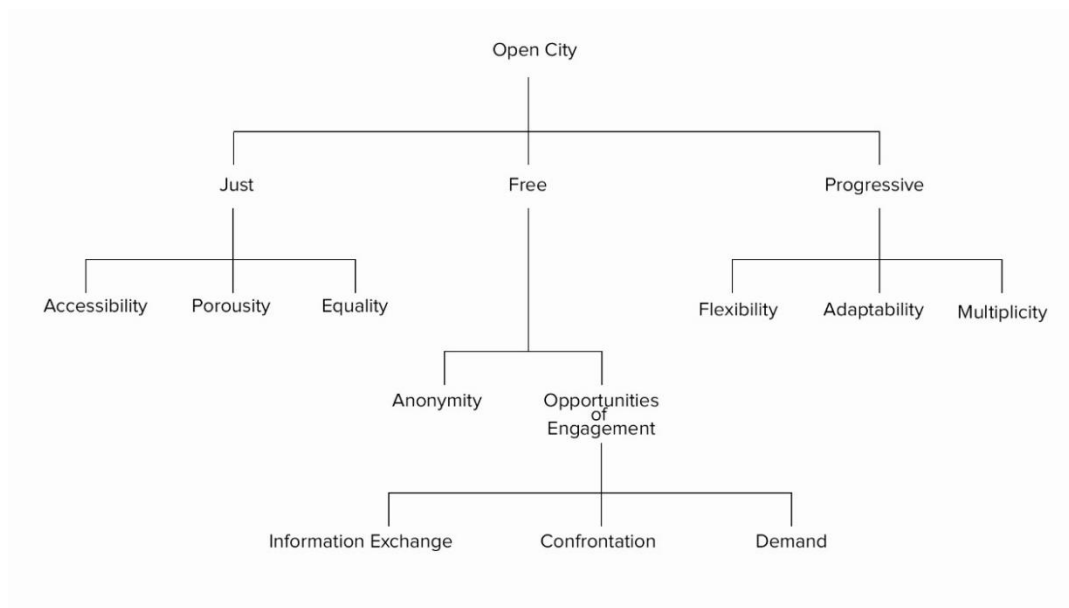 Open City
Just
Free
Progressive
Accessibility
Porousity
Equality
Flexibility
Adaptability
Multiplicity
Anonymity
Opportunities
of
Engagement
Information Exchange
Confrontation
Demand